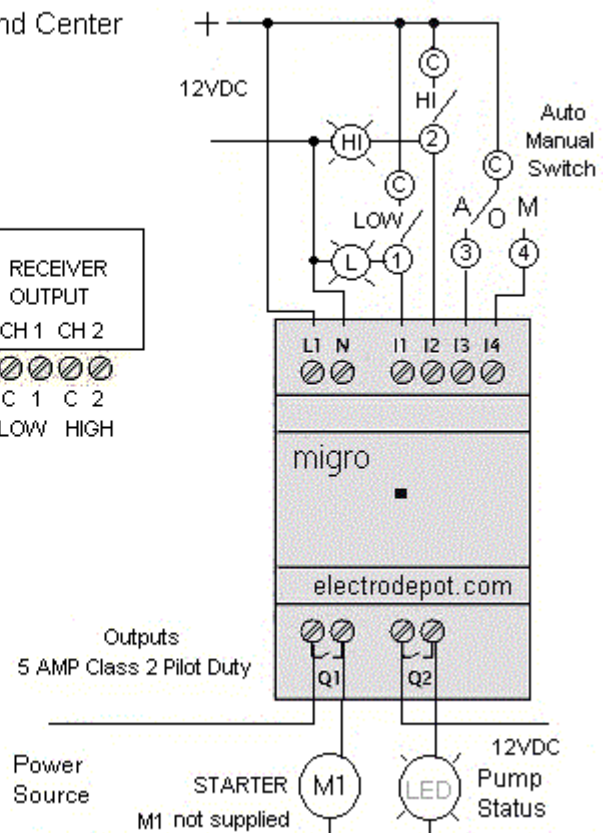 nd Center
+
12VDC
C
HI
Auto
Manual
Switch
HI
2
C
C
LOW
A
O
M
L
1
3
4
RECEIVER
OUTPUT
CH 1 CH 2
C 1 C 2
LOW HIGH
L1 N I1 I2 I3 I4
migro
electrodepot.com
Outputs
5 AMP Class 2 Pilot Duty
Q1 Q2
12VDC
Power
Source
STARTER
M1
LED
Pump
Status
M1 not supplied